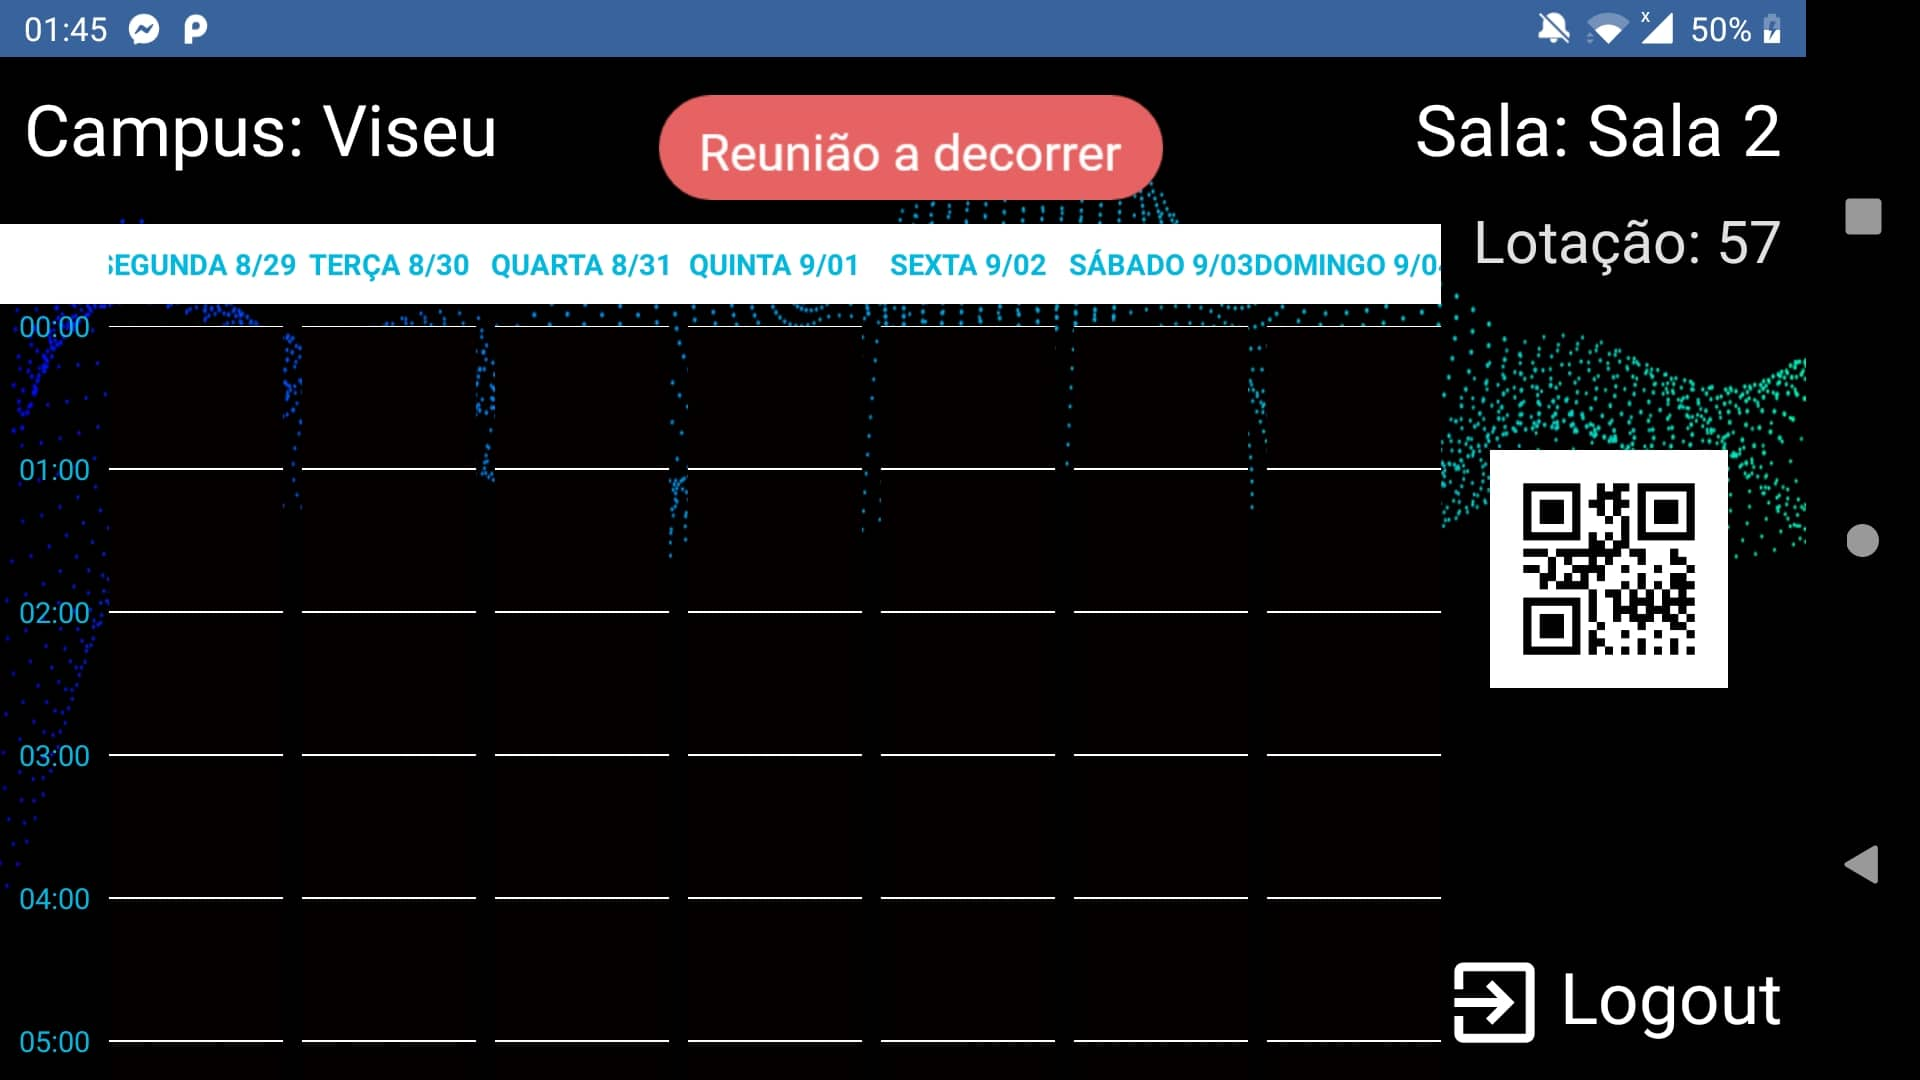 01:45
50%
Campus: Viseu
Reunião a decorrer
Sala: Sala 2
Lotação: 57
EGUNDA 8/29 TERÇA 8/30 QUARTA 8/31 QUINTA 9/01 SEXTA 9/02 SÁBADO 9/03 DOMINGO 9/0
00:00
01:00
02:00
03:00
04:00
05:00
Logout